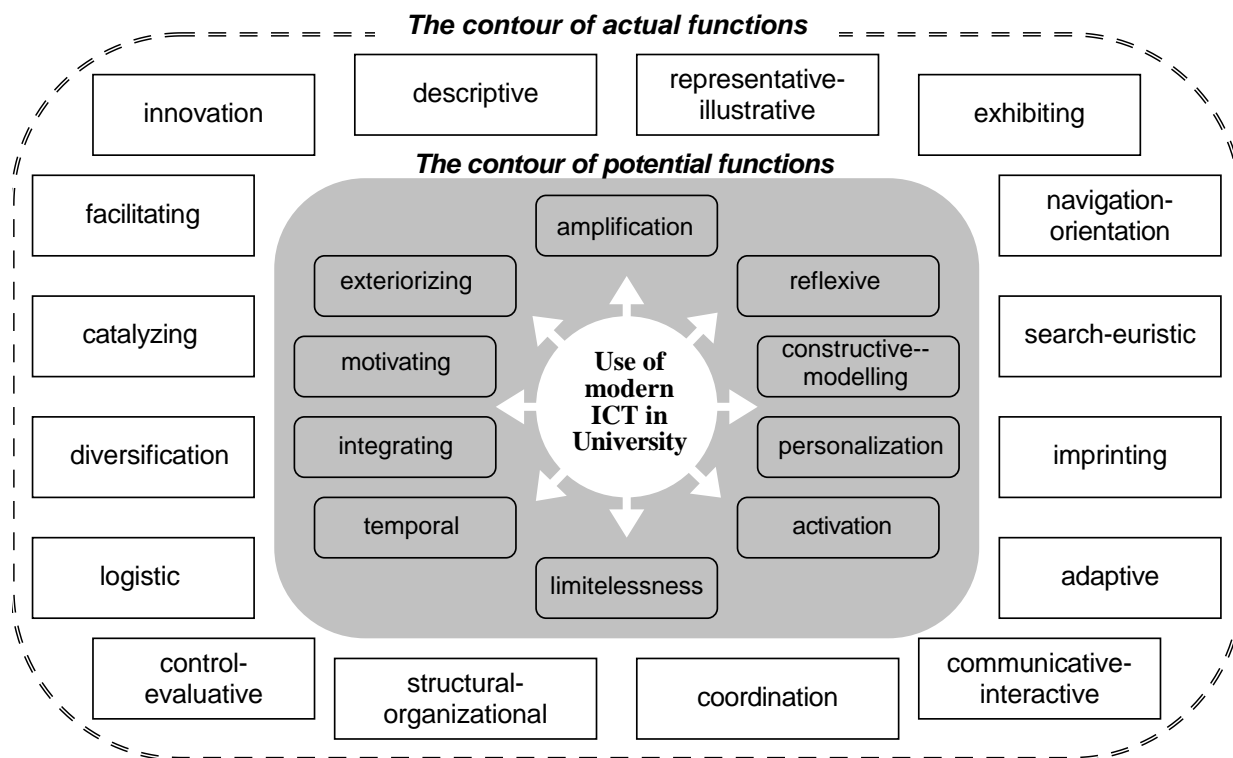 The contour of actual functions
innovation
descriptive
representative-
illustrative
exhibiting
The contour of potential functions
facilitating
navigation-
orientation
amplification
exteriorizing
reflexive
catalyzing
search-euristic
motivating
Use of
modern
ICT in
University
constructive--
modelling
diversification
integrating
personalization
imprinting
temporal
activation
logistic
limitelessness
adaptive
control-
evaluative
structural-
organizational
coordination
communicative-
interactive